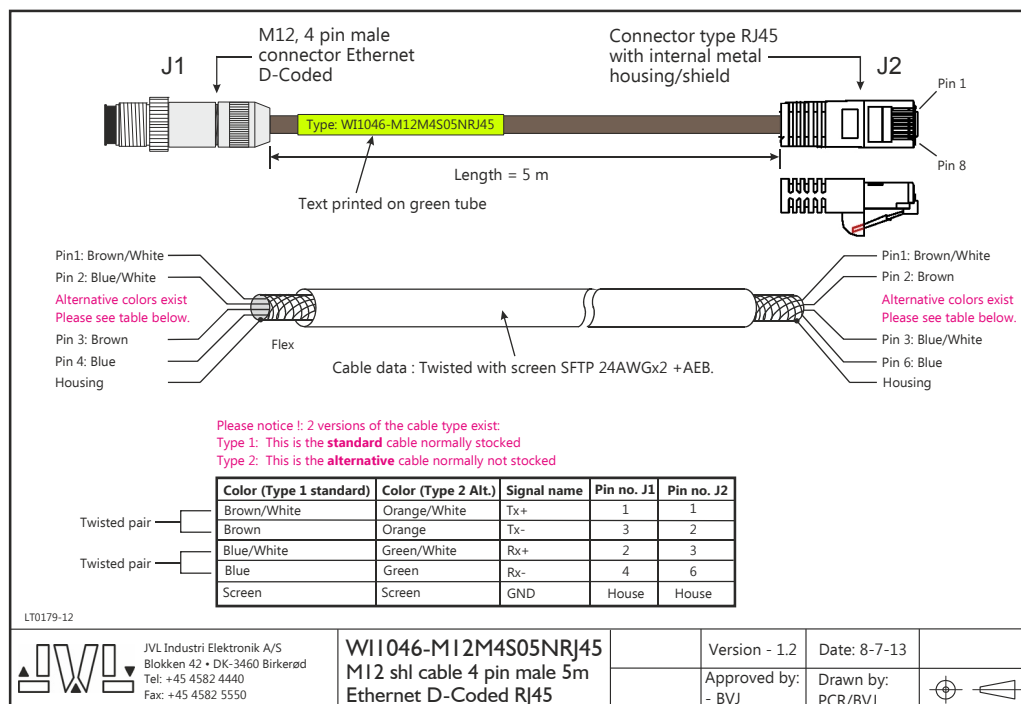 M12, 4 pin male
connector Ethernet
D-Coded
J1
Connector type RJ45
with internal metal
housing/shield
J2
Pin 1
Pin 8
Type: WI1046-M12M4S05NRJ45
Length = 5 m
Text printed on green tube
Pin1: Brown/White
Pin 2: Blue/White
Alternative colors exist
Please see table below.
Pin 3: Brown
Pin 4: Blue
Housing
Flex
Cable data : Twisted with screen SFTP 24AWGx2 +AEB.
Pin1: Brown/White
Pin 2: Brown
Alternative colors exist
Please see table below.
Pin 3: Blue/White
Pin 6: Blue
Housing
Please notice !: 2 versions of the cable type exist:
Type 1: This is the standard cable normally stocked
Type 2: This is the alternative cable normally not stocked
Color (Type 1 standard) Color (Type 2 Alt.) Signal name Pin no. J1 Pin no. J2
Brown/White Orange/White Tx+ 1 1
Brown Orange Tx- 3 2
Blue/White Green/White Rx+ 2 3
Blue Green Rx- 4 6
Screen Screen GND House House
Twisted pair
Twisted pair
LT0179-12
JVL
JVL Industri Elektronik A/S
Blokken 42 • DK-3460 Birkerød
Tel: +45 4582 4440
Fax: +45 4582 5550
WI1046-M12M4S05NRJ45
M12 shl cable 4 pin male 5m
Ethernet D-Coded RJ45
Version - 1.2
Date: 8-7-13
Approved by:
- BVJ
Drawn by:
PCR/BVJ